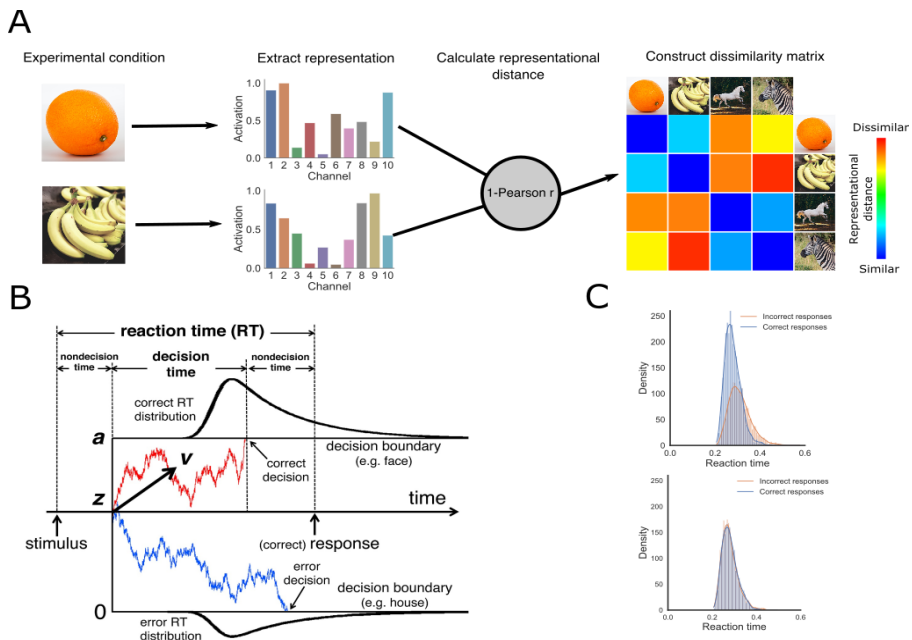 A
Experimental condition
Extract representation
Calculate representational
distance
Construct dissimilarity matrix
Activation
1.0
0.5
0.0
1 2 3 4 5 6 7 8 9 10
Channel
Activation
1.0
0.5
0.0
1 2 3 4 5 6 7 8 9 10
Channel
1-Pearson r
Dissimilar
Representational
distance
Similar
B
reaction time (RT)
nondecision
time
decision
time
nondecision
time
correct RT
distribution
a
decision boundary
(e.g. face)
v
correct
decision
z
time
stimulus
(correct) response
error
decision
decision boundary
(e.g. house)
0
error RT
distribution
C
Incorrect responses
Correct responses
Density
250
200
150
100
50
0
0.0 0.2 0.4 0.6
Reaction time
Incorrect responses
Correct responses
Density
250
200
150
100
50
0
0.0 0.2 0.4 0.6
Reaction time